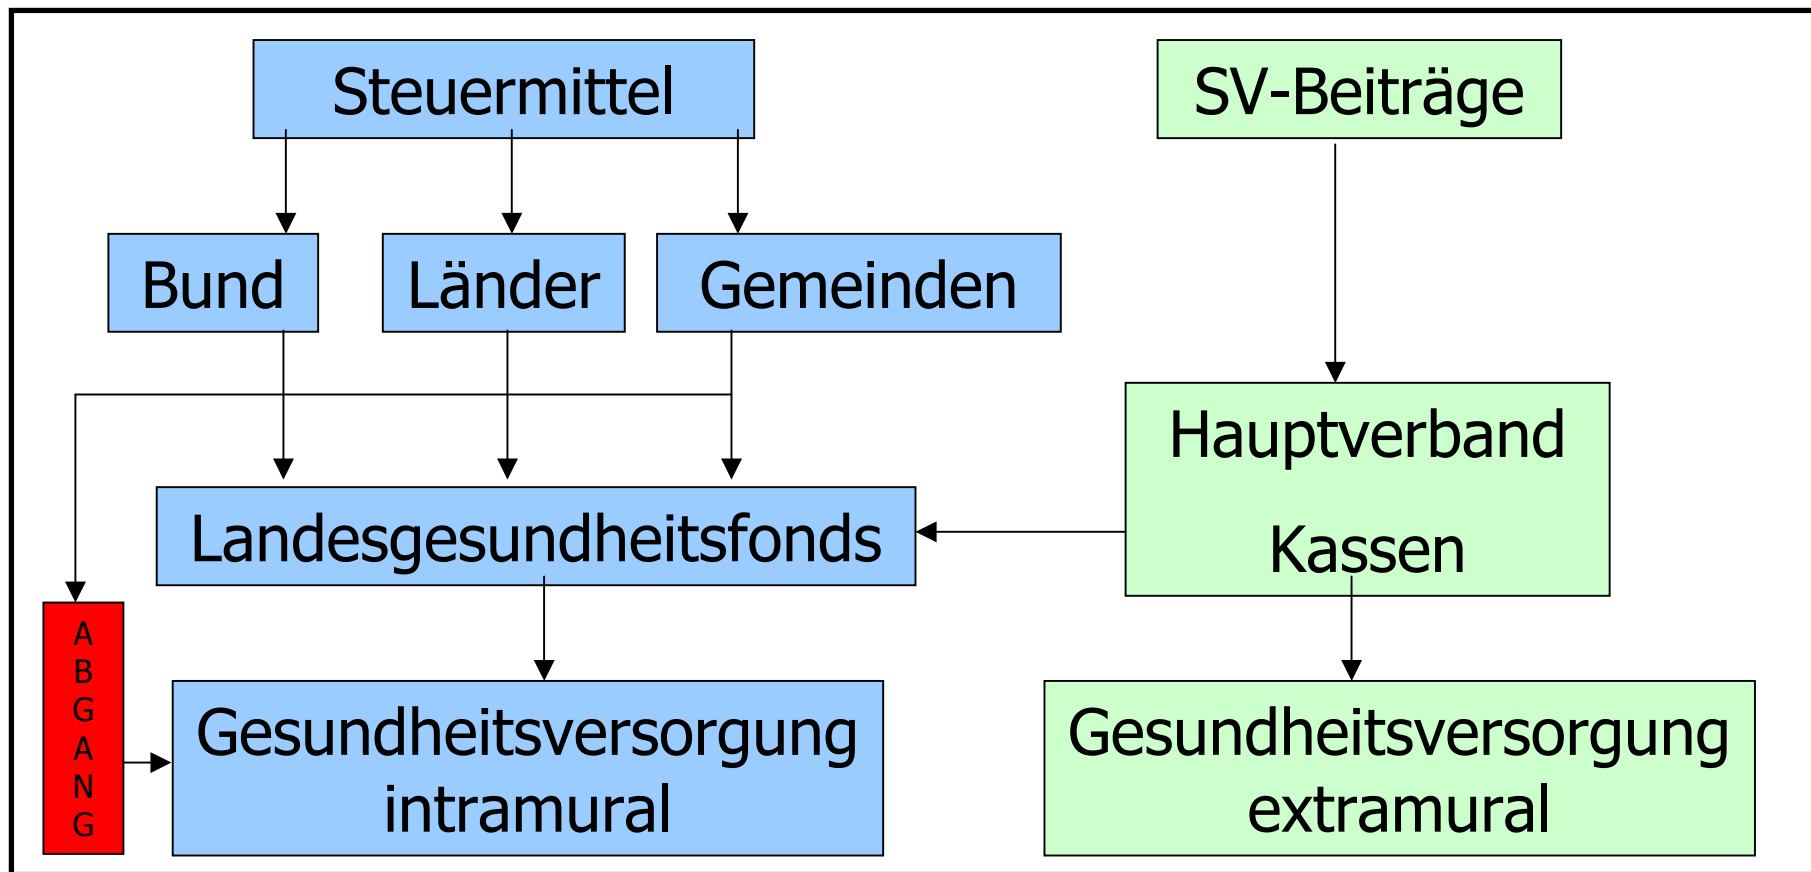 Steuermittel
SV-Beiträge
Bund
Länder
Gemeinden
Hauptverband
Kassen
Landesgesundheitsfonds
A
B
G
A
N
G
Gesundheitsversorgung
intramural
Gesundheitsversorgung
extramural